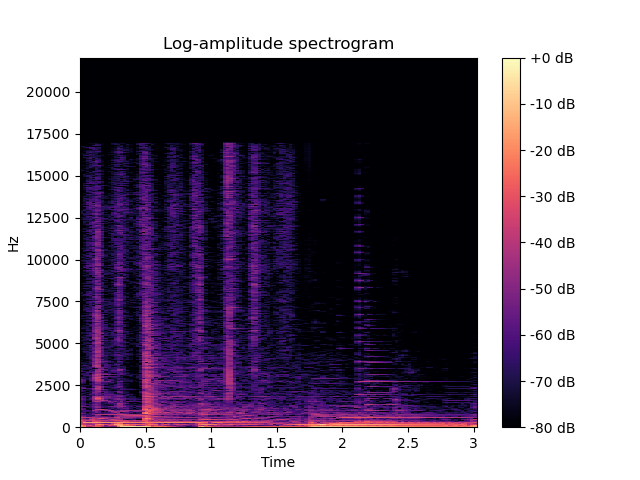 Log-amplitude spectrogram
20000
17500
15000
12500
10000
7500
5000
2500
0
Hz
0 0.5 1 1.5 2 2.5 3
Time
+0 dB
-10 dB
-20 dB
-30 dB
-40 dB
-50 dB
-60 dB
-70 dB
-80 dB